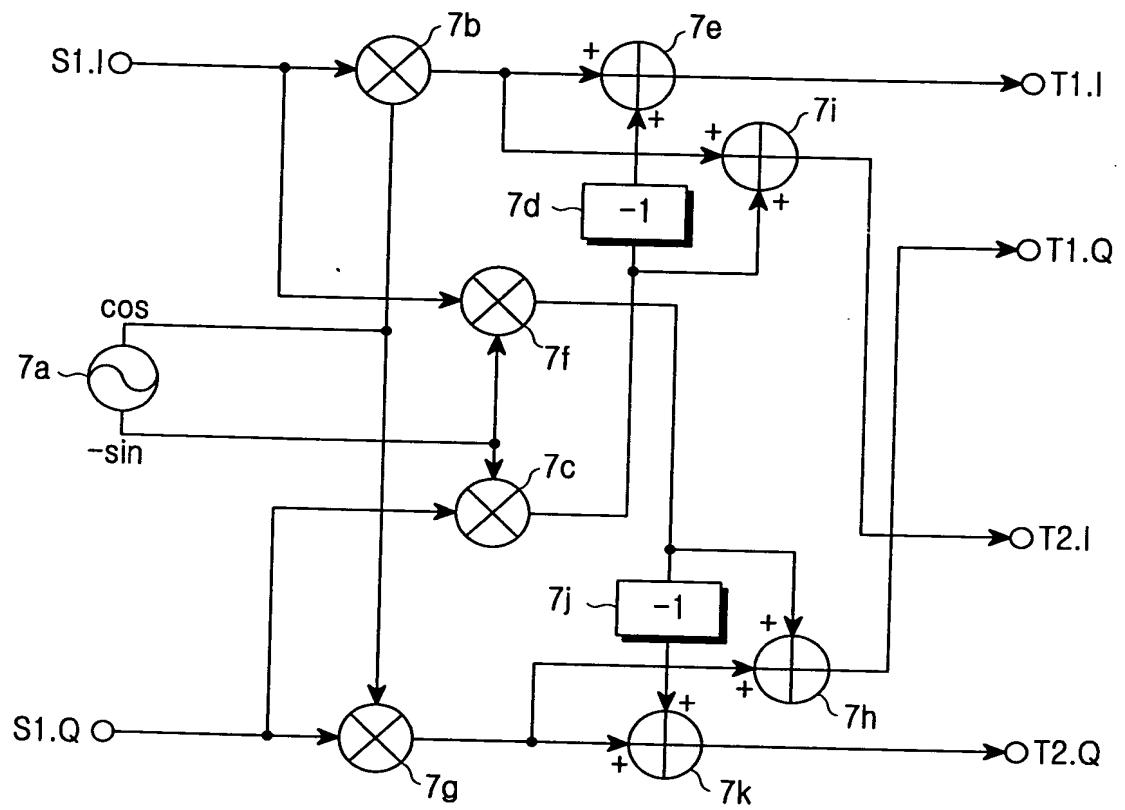 7b
7e
S1.I
+
T1.I
+
7i
+
7d
-1
+
T1.Q
cos
7a
7f
-sin
7c
T2.I
7j
-1
+
+
S1.Q
+
7h
+
T2.Q
7g
7k